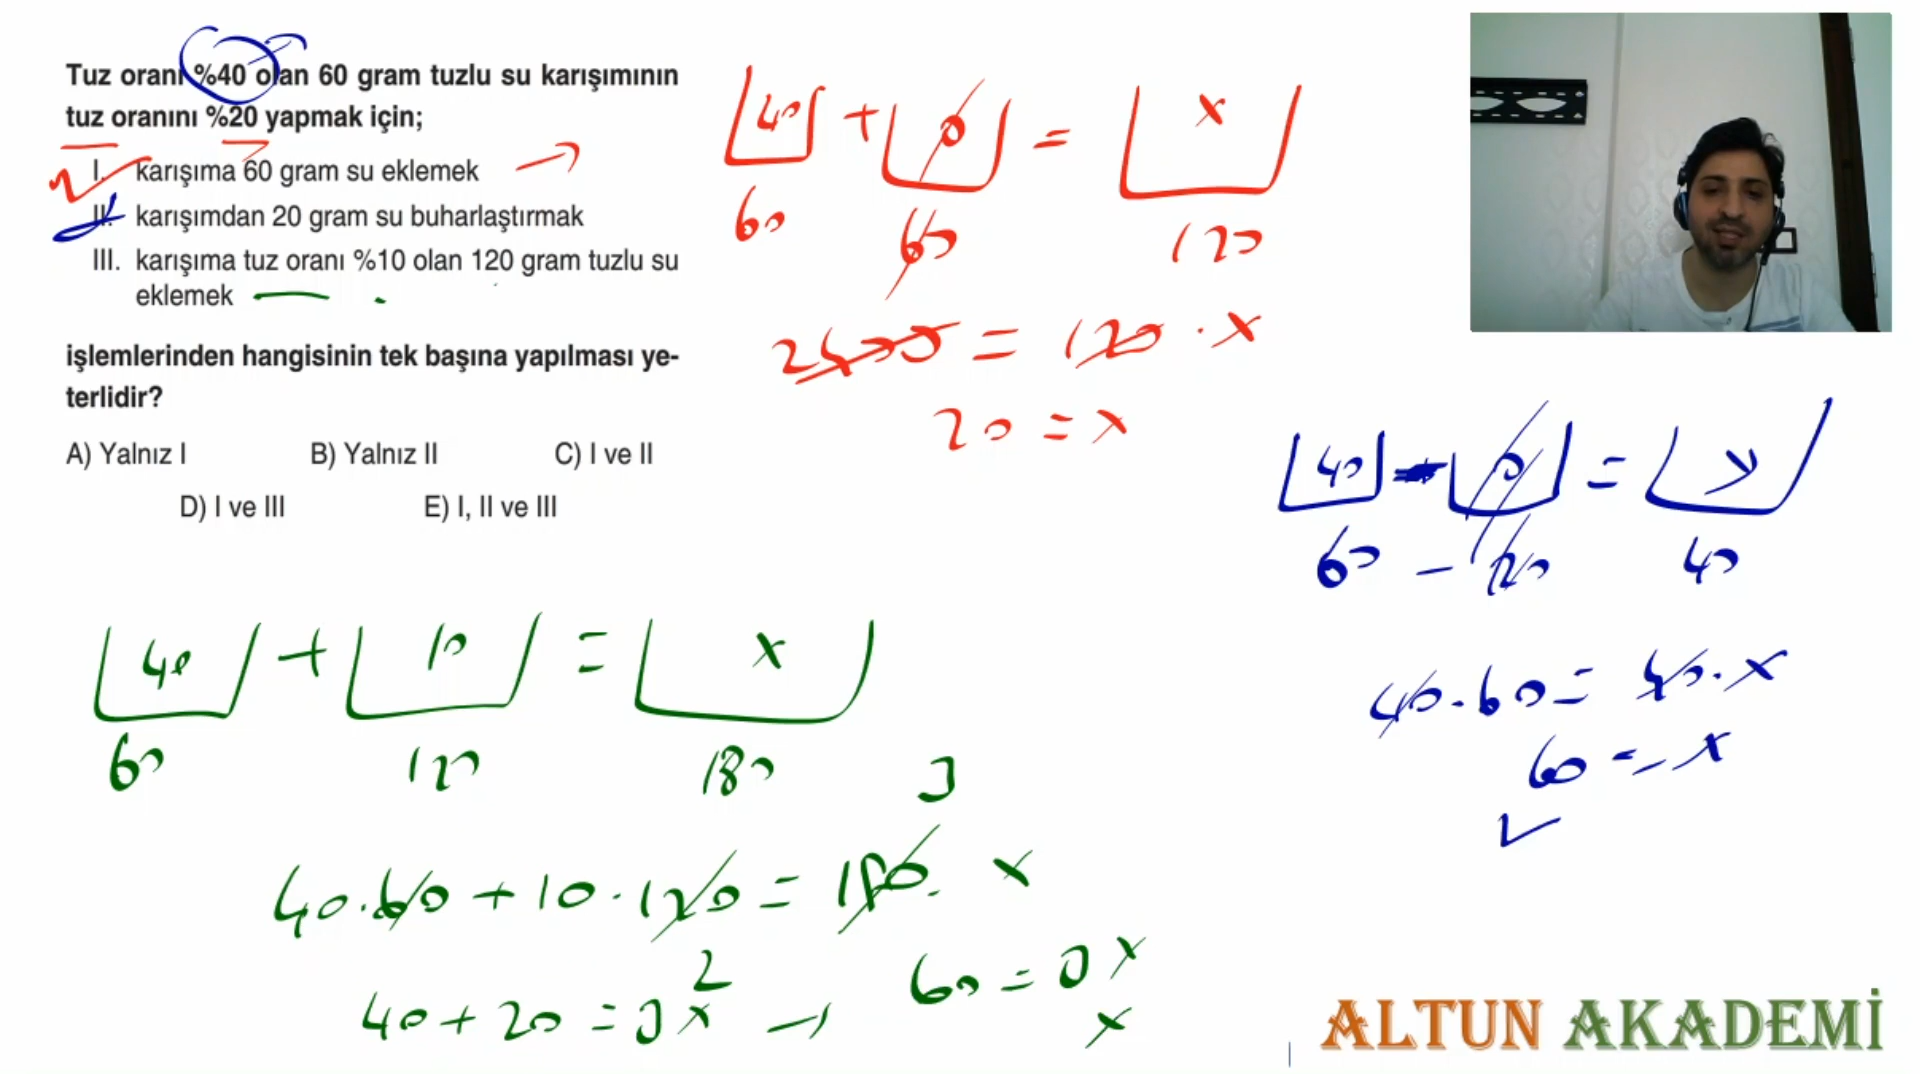 Tuz oranı %40 olan 60 gram tuzlu su karışımının
tuz oranını %20 yapmak için;
I. karışıma 60 gram su eklemek
II. karışımdan 20 gram su buharlaştırmak
III. karışıma tuz oranı %10 olan 120 gram tuzlu su
eklemek
işlemlerinden hangisinin tek başına yapılması ye-
terlidir?
A) Yalnız I B) Yalnız II C) I ve II
D) I ve III E) I, II ve III
40 + 0 = x
60 60 120
2400 = 120 . x
20 = x
40 - 0 = x
60 - 20 40
40 . 60 = 40 . x
60 = x
40 + 10 = x
60 120 180
3
40 . 60 + 10 . 120 = 180 . x
2
40 + 20 = 3x
60 = 3x
x
ALTUN AKADEMİ